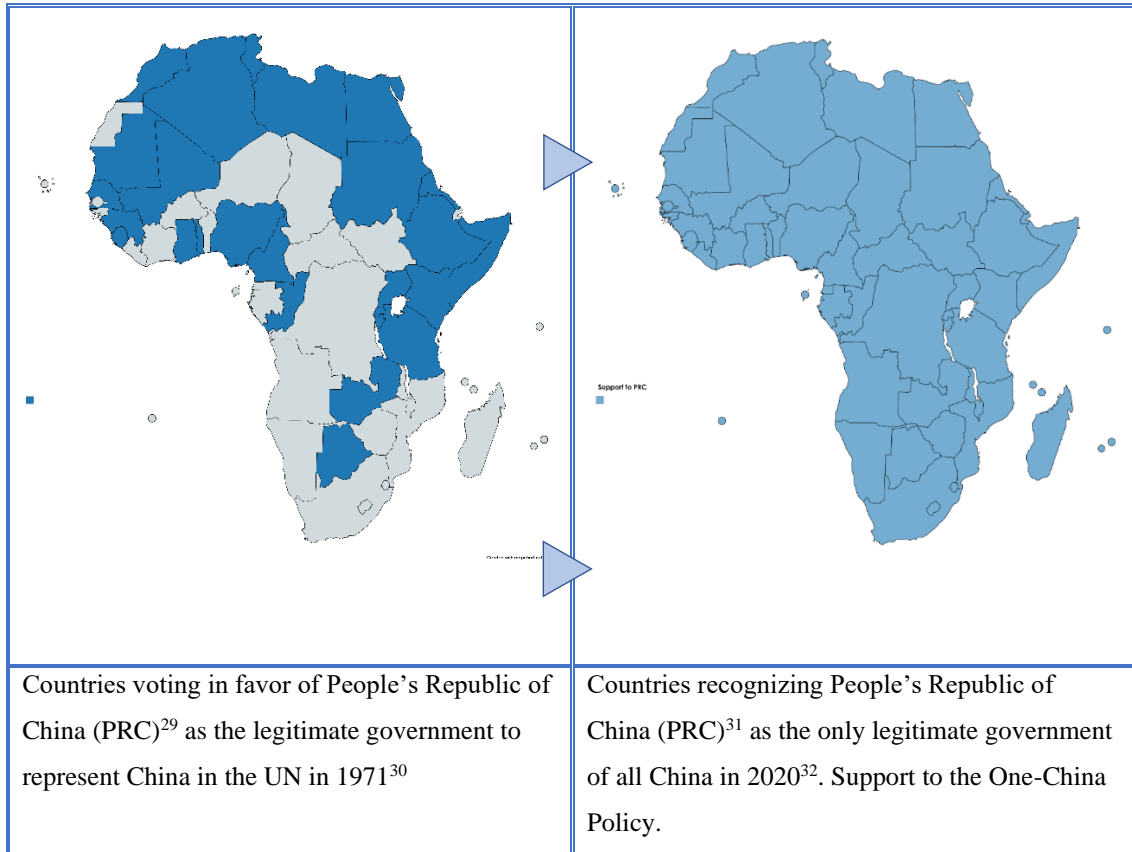 Support to PRC
Countries voting in favor of People’s Republic of
China (PRC)29 as the legitimate government to
represent China in the UN in 197130
Countries recognizing People’s Republic of
China (PRC)31 as the only legitimate government
of all China in 202032. Support to the One-China
Policy.